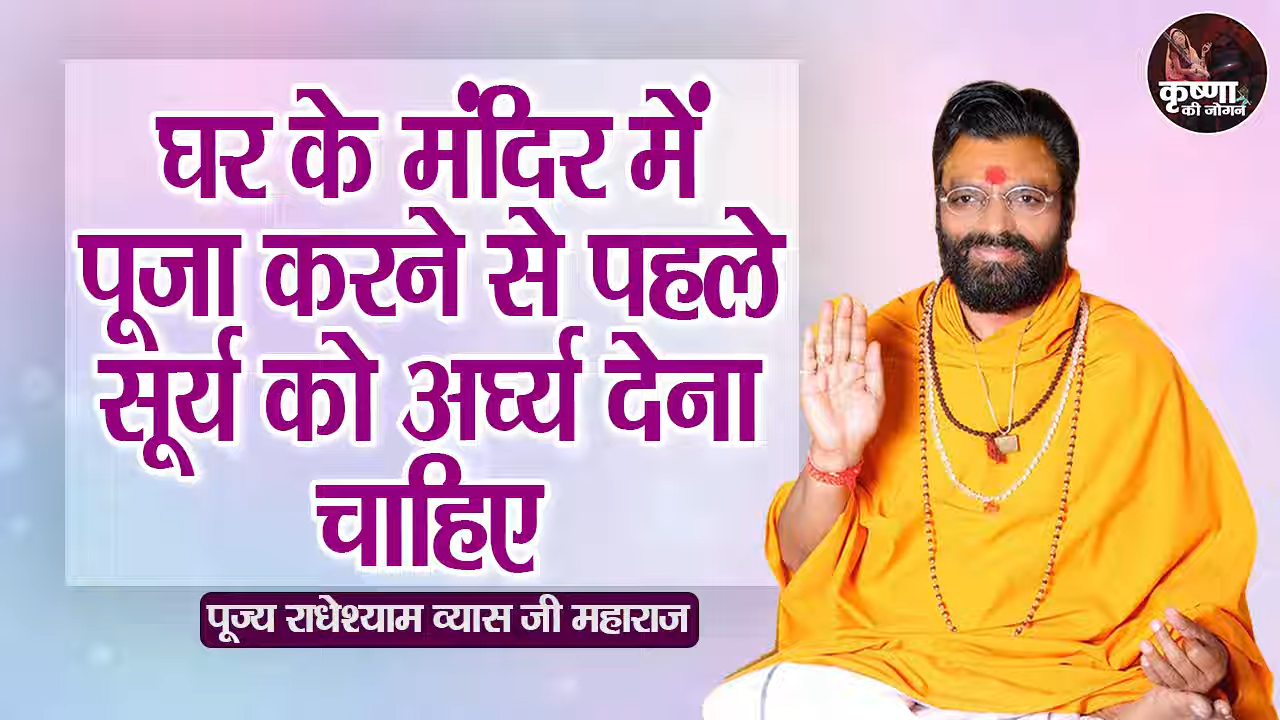 घर के मंदिर में
पूजा करने से पहले
सूर्य को अर्घ्य देना
चाहिए
पूज्य राधेश्याम व्यास जी महाराज
कृष्णा
की जोगन